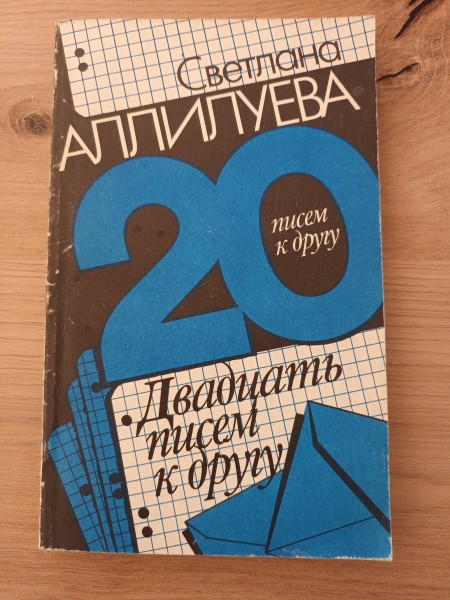 Светлана
АЛЛИЛУЕВА
20
писем
к другу
Двадцать
писем
к другу